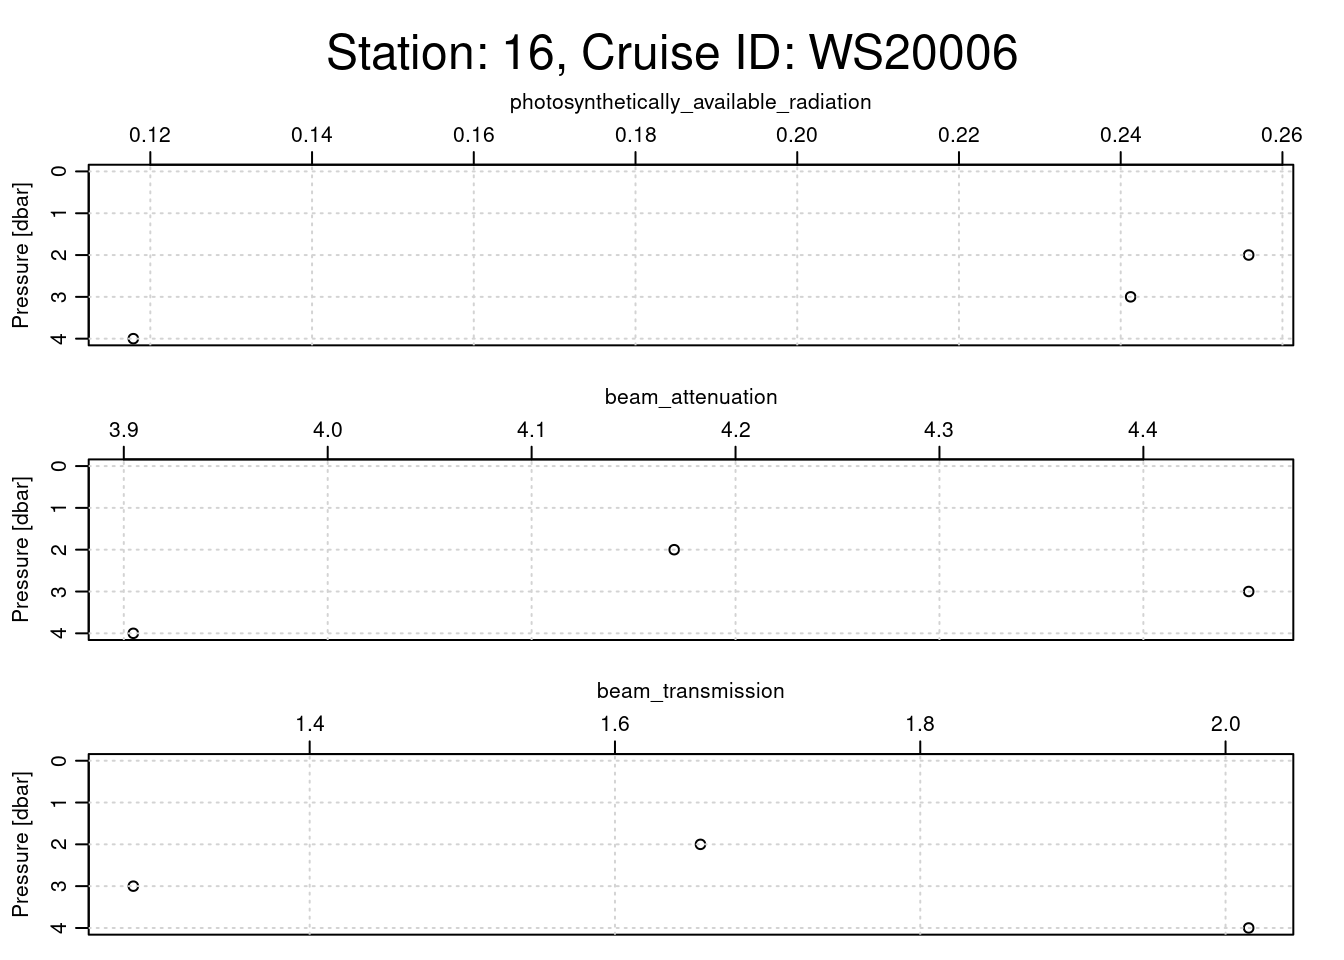 Station: 16, Cruise ID: WS20006
photosynthetically_available_radiation
0.12 0.14 0.16 0.18 0.20 0.22 0.24 0.26
Pressure [dbar]
0
1
2
3
4
beam_attenuation
3.9 4.0 4.1 4.2 4.3 4.4
Pressure [dbar]
0
1
2
3
4
beam_transmission
1.4 1.6 1.8 2.0
Pressure [dbar]
0
1
2
3
4